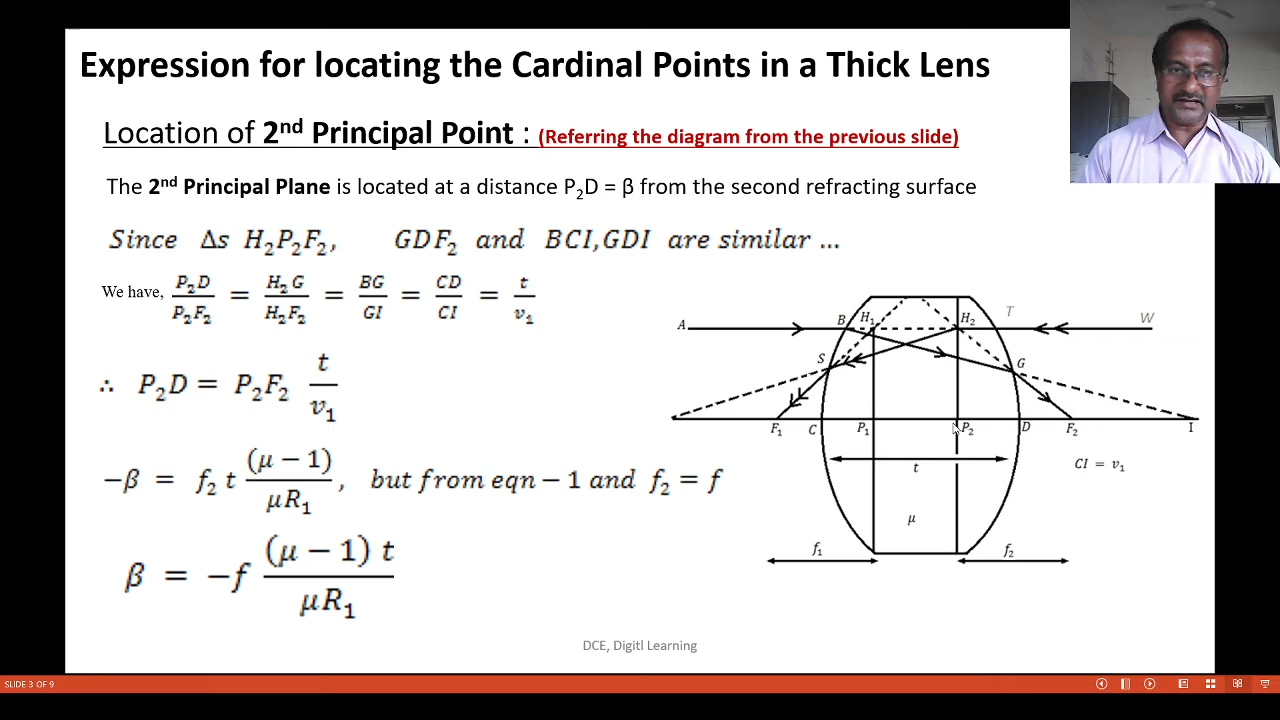 Expression for locating the Cardinal Points in a Thick Lens
Location of 2nd Principal Point : (Referring the diagram from the previous slide)
The 2nd Principal Plane is located at a distance P₂D = β from the second refracting surface
Since Δs H₂P₂F₂, GDF₂ and BCI,GDI are similar ...
We have, P₂D/P₂F₂ = H₂G/H₂F₂ = BG/GI = CD/CI = t/v₁
∴ P₂D = P₂F₂ t/v₁
-β = f₂ t (μ − 1)/μR₁, but from eqn − 1 and f₂ = f
β = −f (μ − 1) t/μR₁
A B H₁ H₂ T W
S G
F₁ C P₁ P₂ D F₂ I
t
CI = v₁
μ
f₁ f₂
DCE, Digitl Learning
SLIDE 3 OF 9